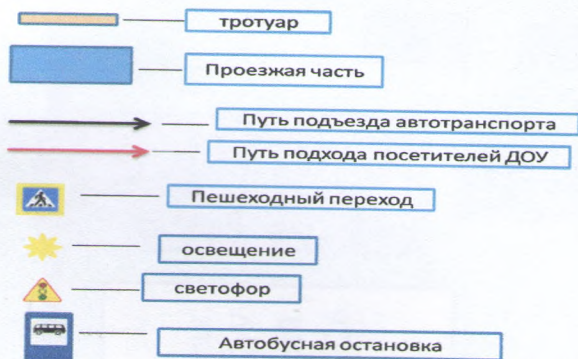 тротуар
Проезжая часть
Путь подъезда автотранспорта
Путь подхода посетителей ДОУ
Пешеходный переход
освещение
светофор
Автобусная остановка